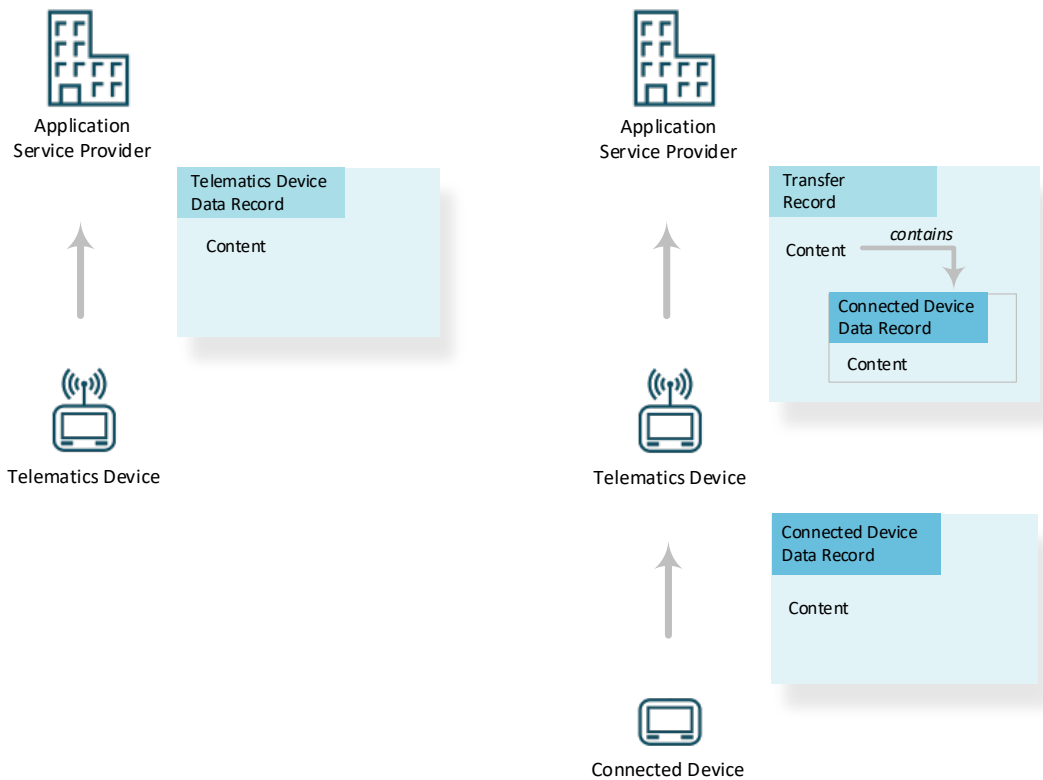 Application
Service Provider
Telematics Device
Data Record
Content
Telematics Device
Application
Service Provider
Transfer
Record
Content
contains
Connected Device
Data Record
Content
Telematics Device
Connected Device
Data Record
Content
Connected Device